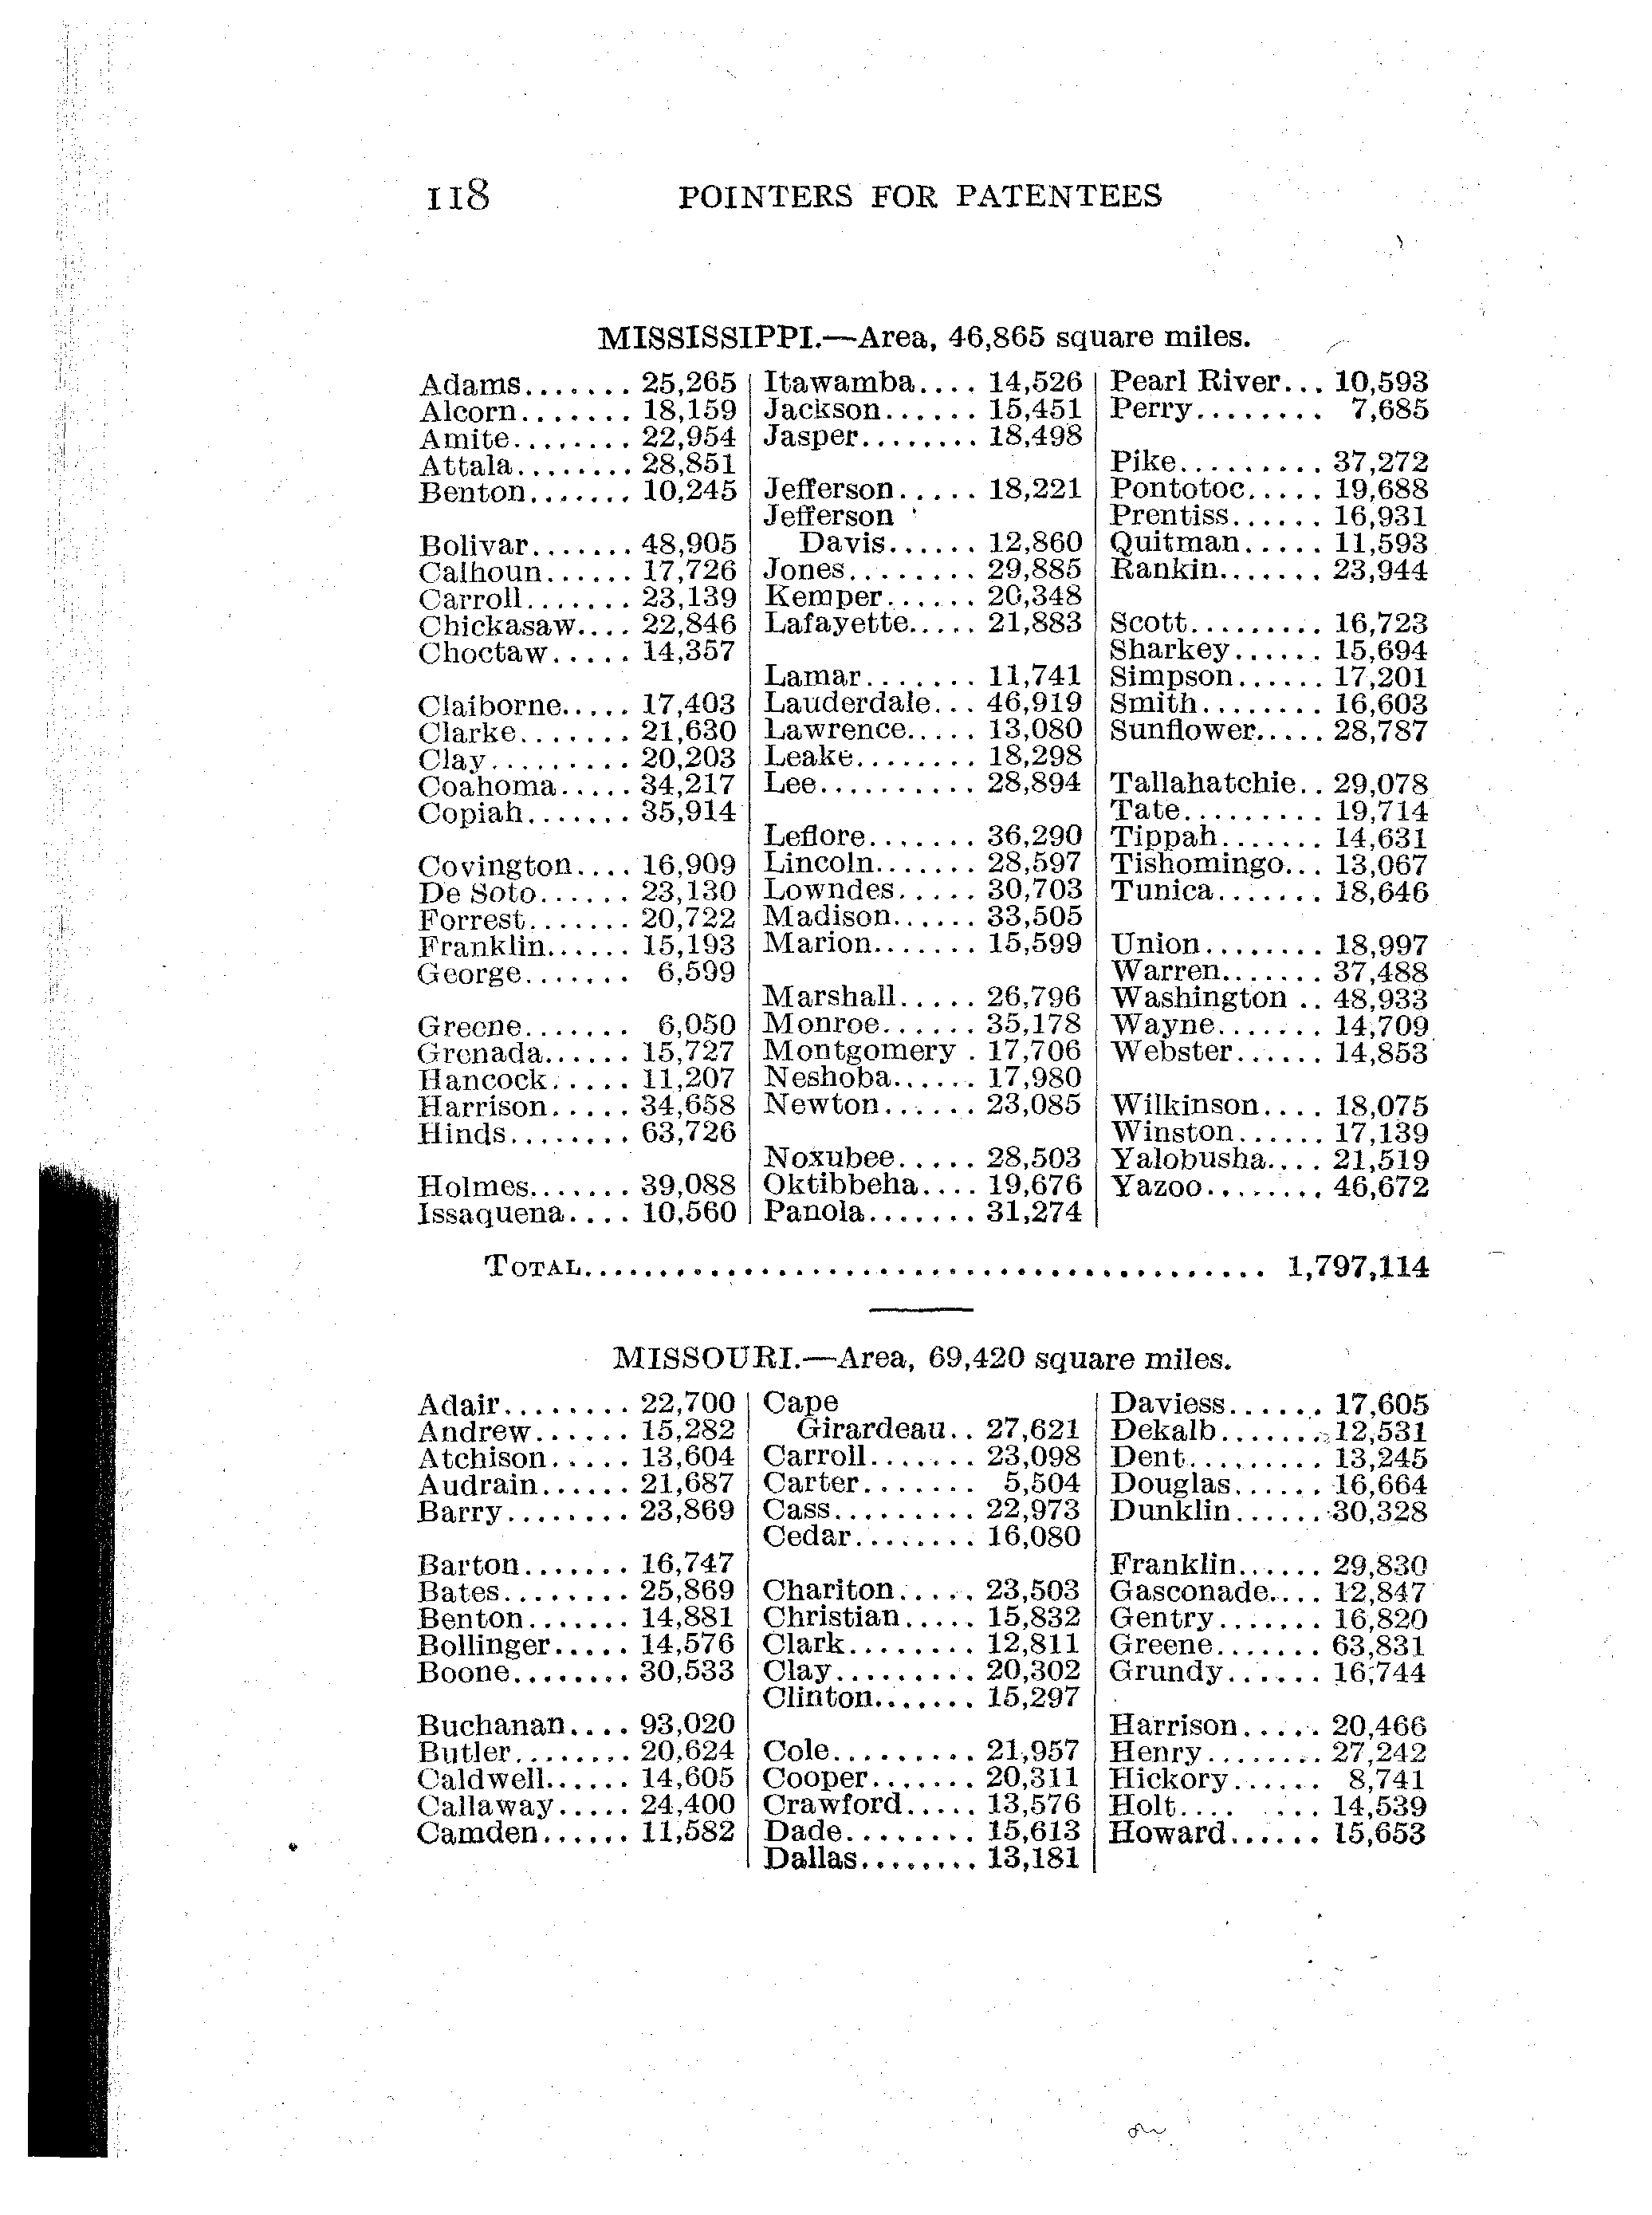 118 POINTERS FOR PATENTEES
MISSISSIPPI.—Area, 46,865 square miles.
Adams....... 25,265
Alcorn....... 18,159
Amite........ 22,954
Attala........ 28,851
Benton....... 10,245
Bolivar....... 48,905
Calhoun...... 17,726
Carroll....... 23,139
Chickasaw.... 22,846
Choctaw..... 14,357
Claiborne..... 17,403
Clarke....... 21,630
Clay......... 20,203
Coahoma..... 34,217
Copiah....... 35,914
Covington.... 16,909
De Soto...... 23,130
Forrest....... 20,722
Franklin...... 15,193
George....... 6,599
Greene....... 6,050
Grenada...... 15,727
Hancock..... 11,207
Harrison..... 34,658
Hinds........ 63,726
Holmes....... 39,088
Issaquena.... 10,560
Itawamba.... 14,526
Jackson...... 15,451
Jasper........ 18,498
Jefferson..... 18,221
Jefferson
Davis...... 12,860
Jones........ 29,885
Kemper...... 20,348
Lafayette..... 21,883
Lamar....... 11,741
Lauderdale... 46,919
Lawrence..... 13,080
Leake........ 18,298
Lee.......... 28,894
Leflore....... 36,290
Lincoln....... 28,597
Lowndes..... 30,703
Madison...... 33,505
Marion....... 15,599
Marshall..... 26,796
Monroe...... 35,178
Montgomery . 17,706
Neshoba...... 17,980
Newton...... 23,085
Noxubee..... 28,503
Oktibbeha.... 19,676
Panola....... 31,274
Pearl River... 10,593
Perry........ 7,685
Pike......... 37,272
Pontotoc..... 19,688
Prentiss...... 16,931
Quitman..... 11,593
Rankin....... 23,944
Scott......... 16,723
Sharkey...... 15,694
Simpson...... 17,201
Smith........ 16,603
Sunflower..... 28,787
Tallahatchie.. 29,078
Tate......... 19,714
Tippah....... 14,631
Tishomingo... 13,067
Tunica....... 18,646
Union........ 18,997
Warren....... 37,488
Washington .. 48,933
Wayne....... 14,709
Webster...... 14,853
Wilkinson.... 18,075
Winston...... 17,139
Yalobusha.... 21,519
Yazoo........ 46,672
TOTAL........................................ 1,797,114
MISSOURI.—Area, 69,420 square miles.
Adair........ 22,700
Andrew...... 15,282
Atchison..... 13,604
Audrain...... 21,687
Barry........ 23,869
Barton....... 16,747
Bates........ 25,869
Benton....... 14,881
Bollinger..... 14,576
Boone........ 30,533
Buchanan.... 93,020
Butler........ 20,624
Caldwell...... 14,605
Callaway..... 24,400
Camden...... 11,582
Cape
Girardeau.. 27,621
Carroll....... 23,098
Carter....... 5,504
Cass......... 22,973
Cedar........ 16,080
Chariton..... 23,503
Christian..... 15,832
Clark........ 12,811
Clay......... 20,302
Clinton....... 15,297
Cole......... 21,957
Cooper....... 20,311
Crawford..... 13,576
Dade........ 15,613
Dallas........ 13,181
Daviess...... 17,605
Dekalb....... 12,531
Dent......... 13,245
Douglas...... 16,664
Dunklin...... 30,328
Franklin...... 29,830
Gasconade.... 12,847
Gentry....... 16,820
Greene....... 63,831
Grundy...... 16,744
Harrison..... 20,466
Henry........ 27,242
Hickory...... 8,741
Holt.... ... 14,539
Howard...... 15,653